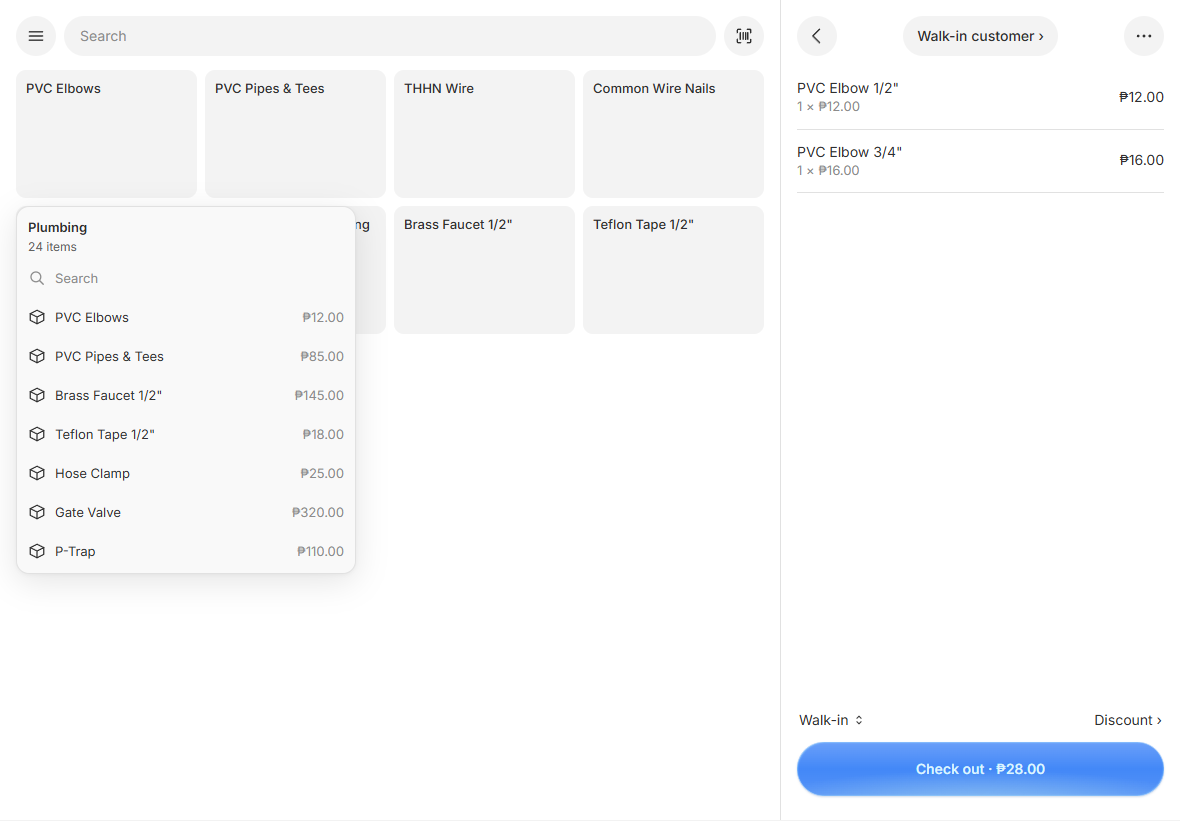 Search
PVC Elbows
PVC Pipes & Tees
THHN Wire
Common Wire Nails
Plumbing
24 items
Search
PVC Elbows ₱12.00
PVC Pipes & Tees ₱85.00
Brass Faucet 1/2" ₱145.00
Teflon Tape 1/2" ₱18.00
Hose Clamp ₱25.00
Gate Valve ₱320.00
P-Trap ₱110.00
ng
Brass Faucet 1/2"
Teflon Tape 1/2"
Walk-in customer ›
PVC Elbow 1/2" ₱12.00
1 × ₱12.00
PVC Elbow 3/4" ₱16.00
1 × ₱16.00
Walk-in Discount ›
Check out · ₱28.00